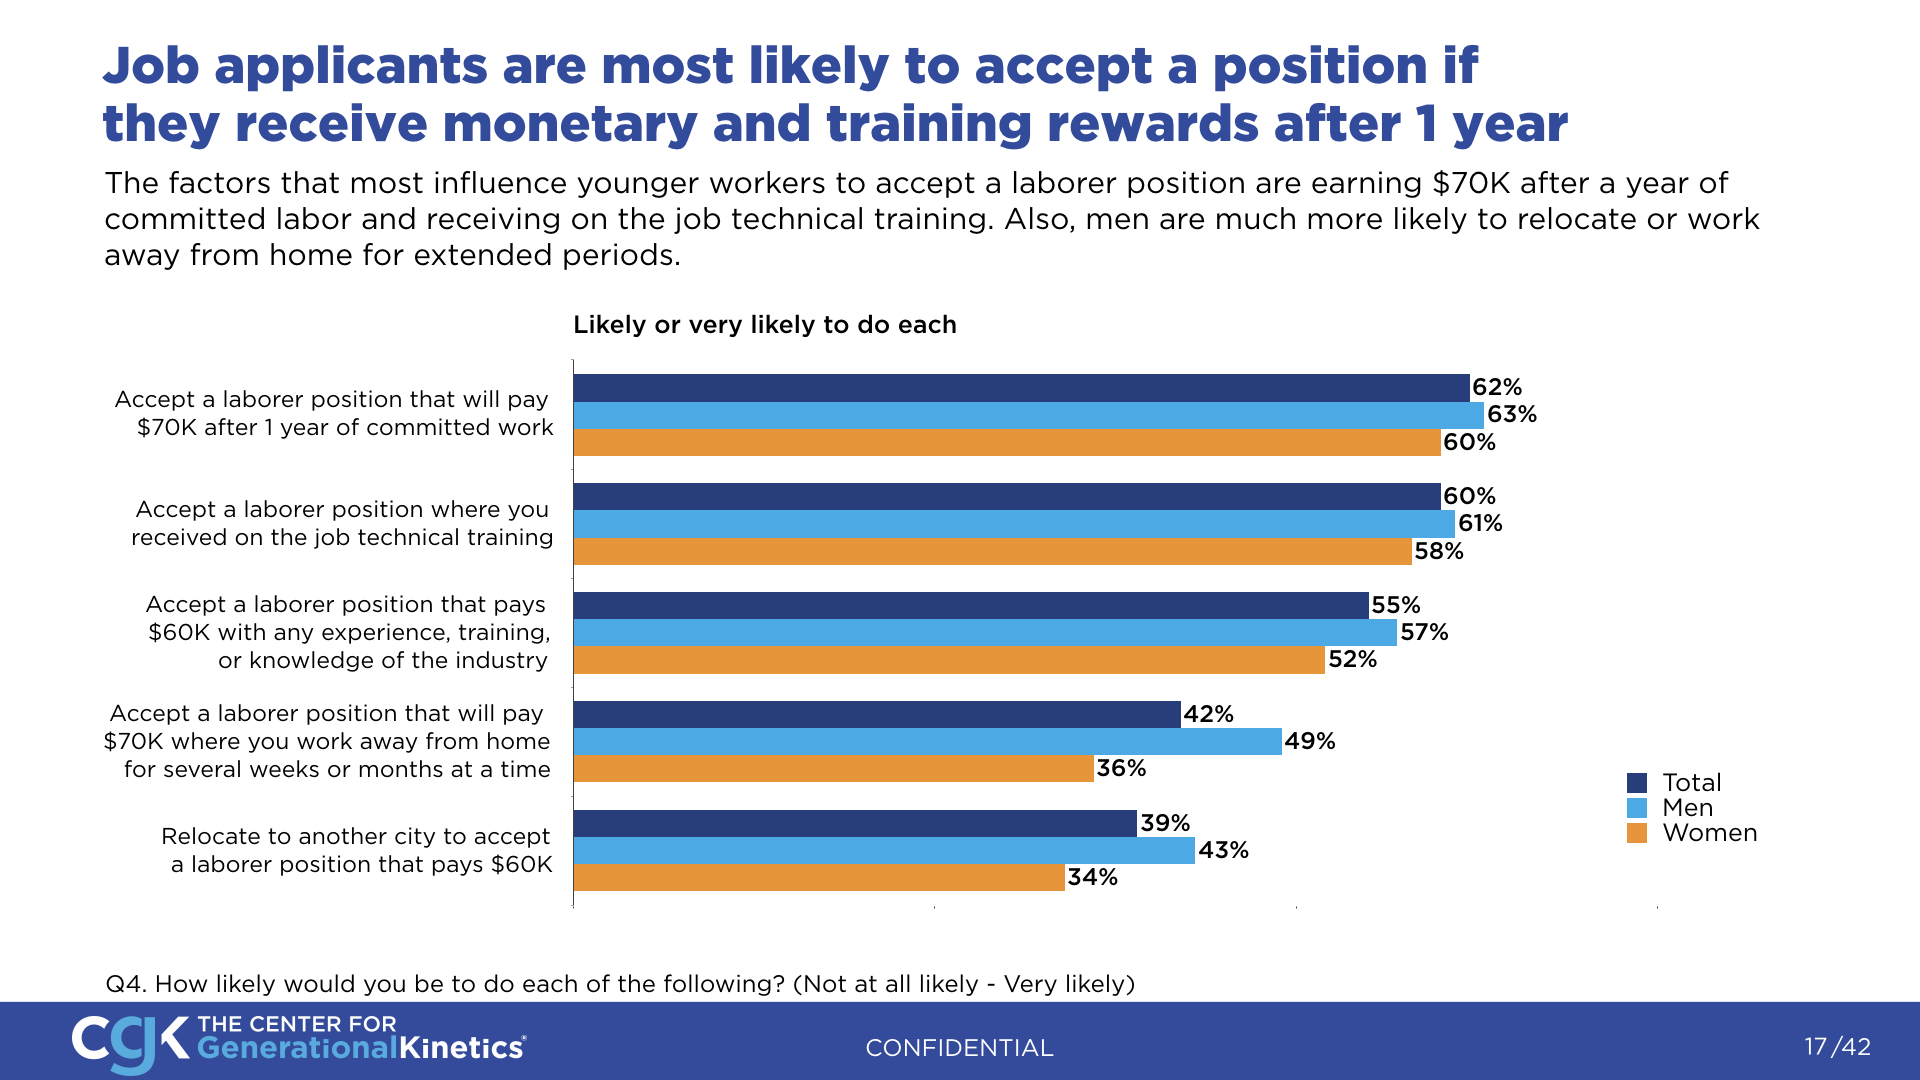 Job applicants are most likely to accept a position if
they receive monetary and training rewards after 1 year
The factors that most influence younger workers to accept a laborer position are earning $70K after a year of
committed labor and receiving on the job technical training. Also, men are much more likely to relocate or work
away from home for extended periods.
Likely or very likely to do each
Accept a laborer position that will pay
$70K after 1 year of committed work
62%
63%
60%
Accept a laborer position where you
received on the job technical training
60%
61%
58%
Accept a laborer position that pays
$60K with any experience, training,
or knowledge of the industry
55%
57%
52%
Accept a laborer position that will pay
$70K where you work away from home
for several weeks or months at a time
42%
49%
36%
Relocate to another city to accept
a laborer position that pays $60K
39%
43%
34%
Total
Men
Women
Q4. How likely would you be to do each of the following? (Not at all likely - Very likely)
cgk THE CENTER FOR
GenerationalKinetics®
CONFIDENTIAL
17/42